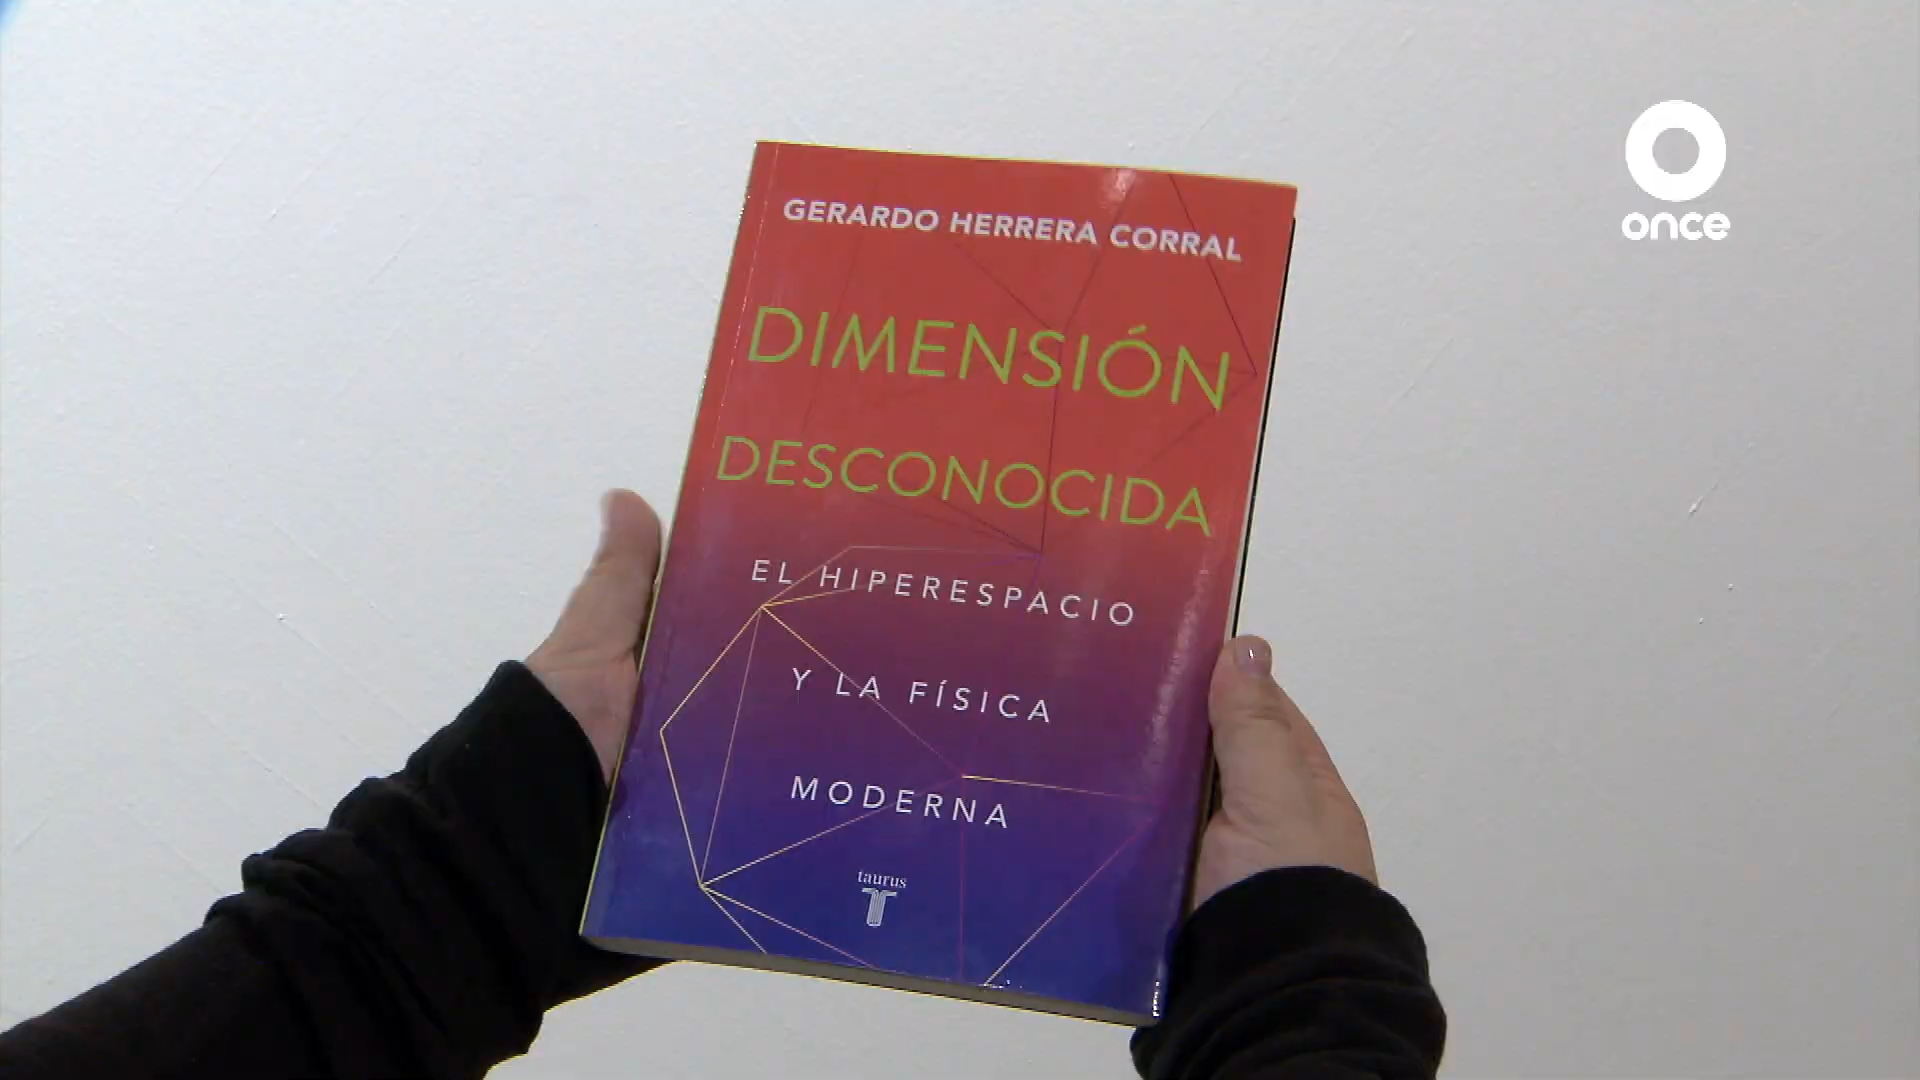 GERARDO HERRERA CORRAL
DIMENSIÓN
DESCONOCIDA
EL HIPERESPACIO
Y LA FÍSICA
MODERNA
taurus
once